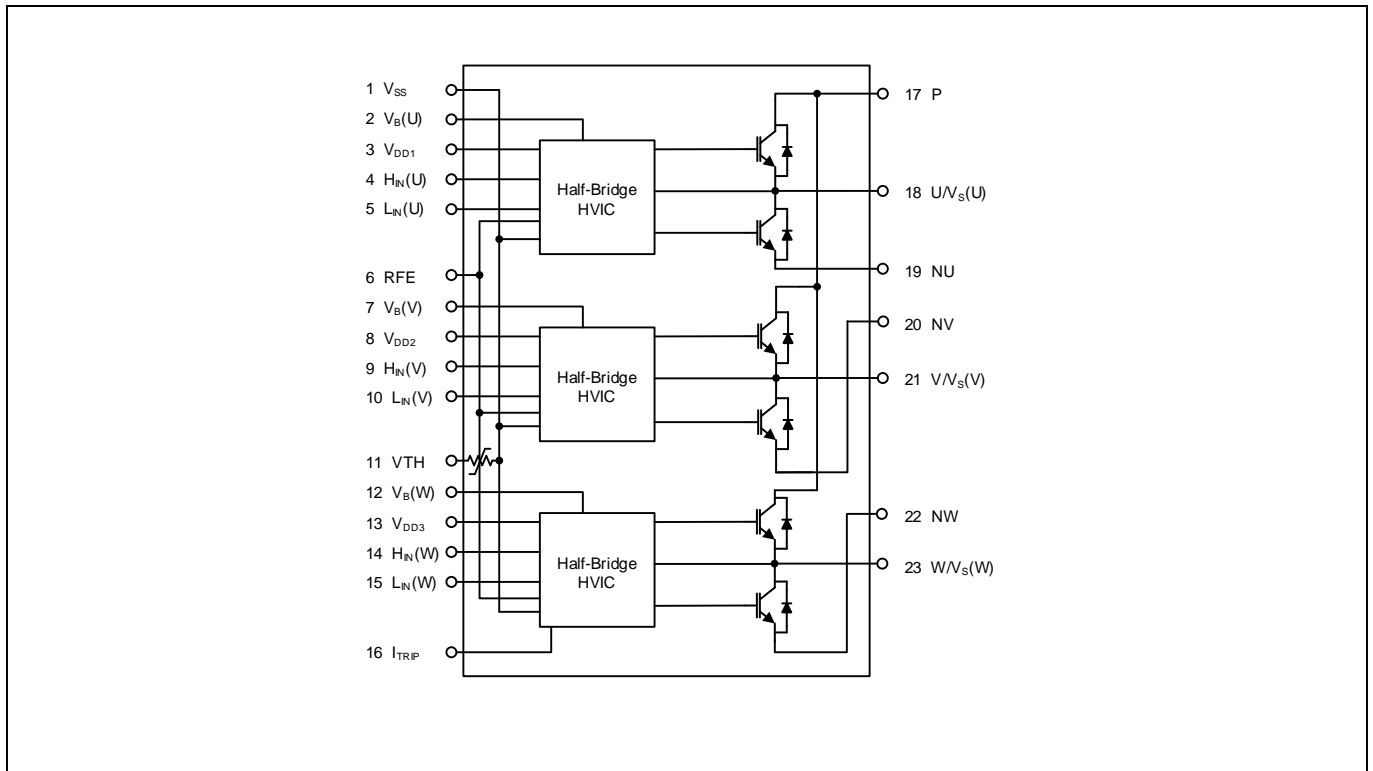 1 VSS
2 VB(U)
3 VDD1
4 HIN(U)
5 LIN(U)
6 RFE
7 VB(V)
8 VDD2
9 HIN(V)
10 LIN(V)
11 VTH
12 VB(W)
13 VDD3
14 HIN(W)
15 LIN(W)
16 ITRIP
Half-Bridge
HVIC
Half-Bridge
HVIC
Half-Bridge
HVIC
17 P
18 U/VS(U)
19 NU
20 NV
21 V/VS(V)
22 NW
23 W/VS(W)